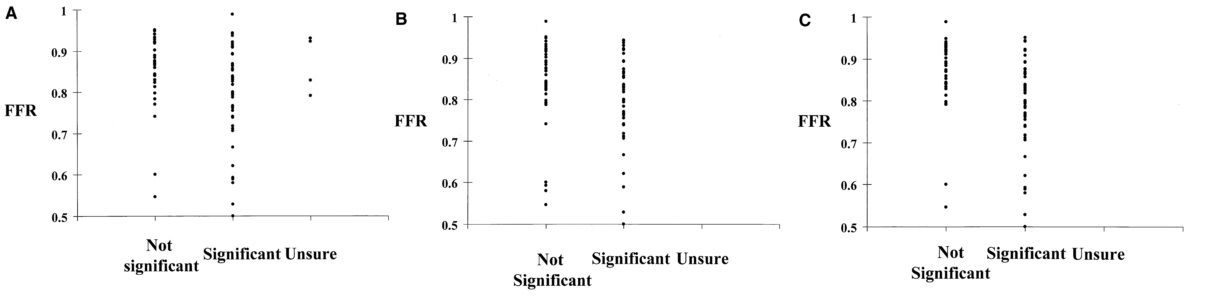 A
1
0.9
0.8
FFR
0.7
0.6
0.5
Not
significant
Significant
Unsure
B
1
0.9
0.8
FFR
0.7
0.6
0.5
Not
Significant
Significant
Unsure
C
1
0.9
0.8
FFR
0.7
0.6
0.5
Not
Significant
Significant
Unsure